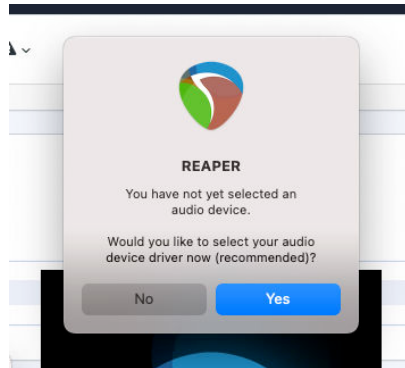 REAPER
You have not yet selected an
audio device.
Would you like to select your audio
device driver now (recommended)?
No
Yes